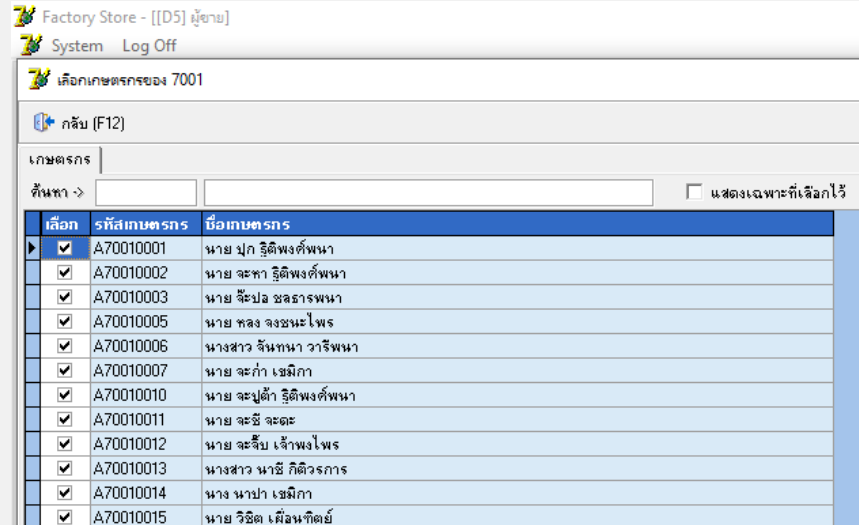 Factory Store - [[D5] ผู้ขาย]
System Log Off
เลือกเกษตรกรของ 7001
กลับ (F12)
เกษตรกร
ค้นหา -> แสดงเฉพาะที่เลือกไว้
เลือก รหัสเกษตรกร ชื่อเกษตรกร
A70010001 นาย ปุก ฐิติพงศ์พนา
A70010002 นาย จะหา ฐิติพงศ์พนา
A70010003 นาย จ๊ะปอ ชลธารพนา
A70010005 นาย หลง จงชนะไพร
A70010006 นางสาว จันทนา วารีพนา
A70010007 นาย จะก่า เขมิกา
A70010010 นาย จะปูต้า ฐิติพงศ์พนา
A70010011 นาย จะชี จะดะ
A70010012 นาย จะจี๊บ เจ้าพงไพร
A70010013 นางสาว นาชี กิติวรการ
A70010014 นาง นาปา เขมิกา
A70010015 นาย วิชิต เผื่อนทิตย์